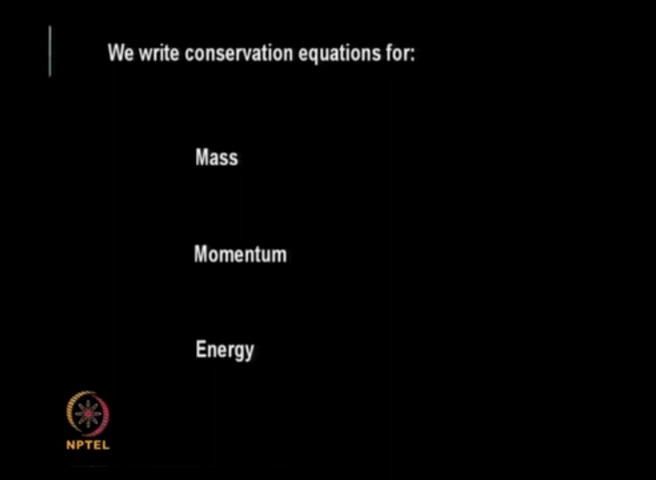 We write conservation equations for:
Mass
Momentum
Energy
NPTEL